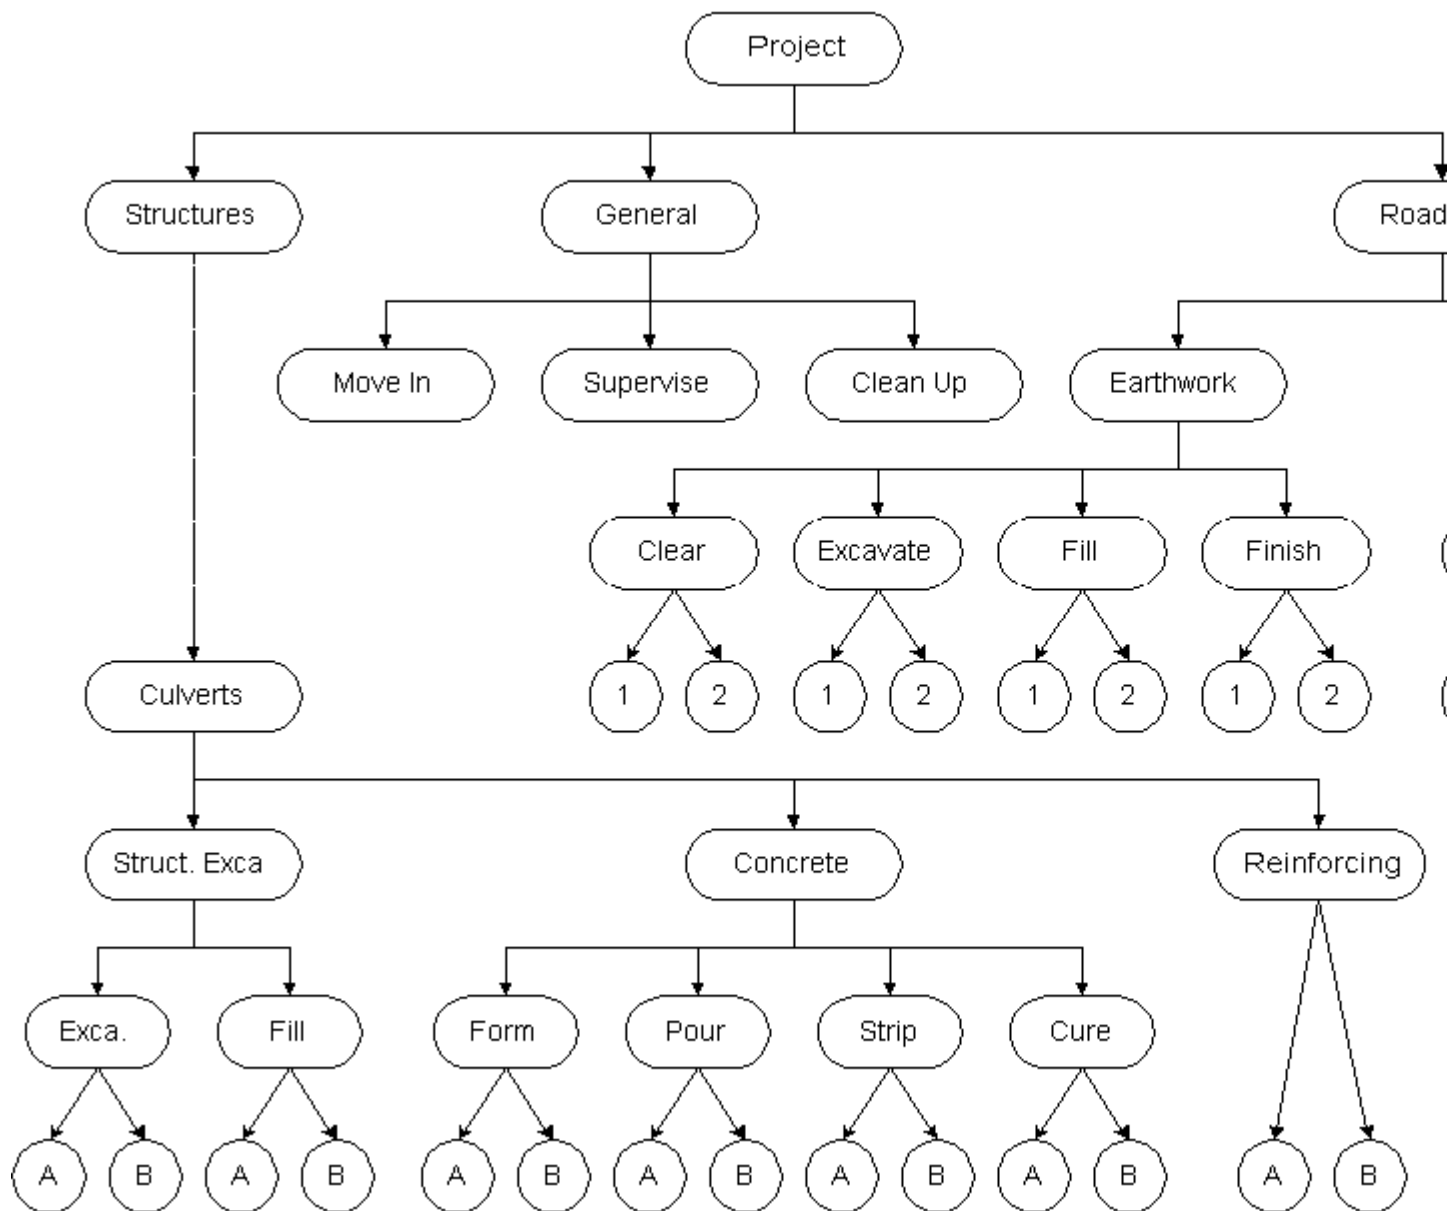 Project
Structures
General
Road
Move In
Supervise
Clean Up
Earthwork
Clear
Excavate
Fill
Finish
1
2
1
2
1
2
1
2
Culverts
Struct. Exca
Concrete
Reinforcing
Exca.
Fill
Form
Pour
Strip
Cure
A
B
A
B
A
B
A
B
A
B
A
B
A
B